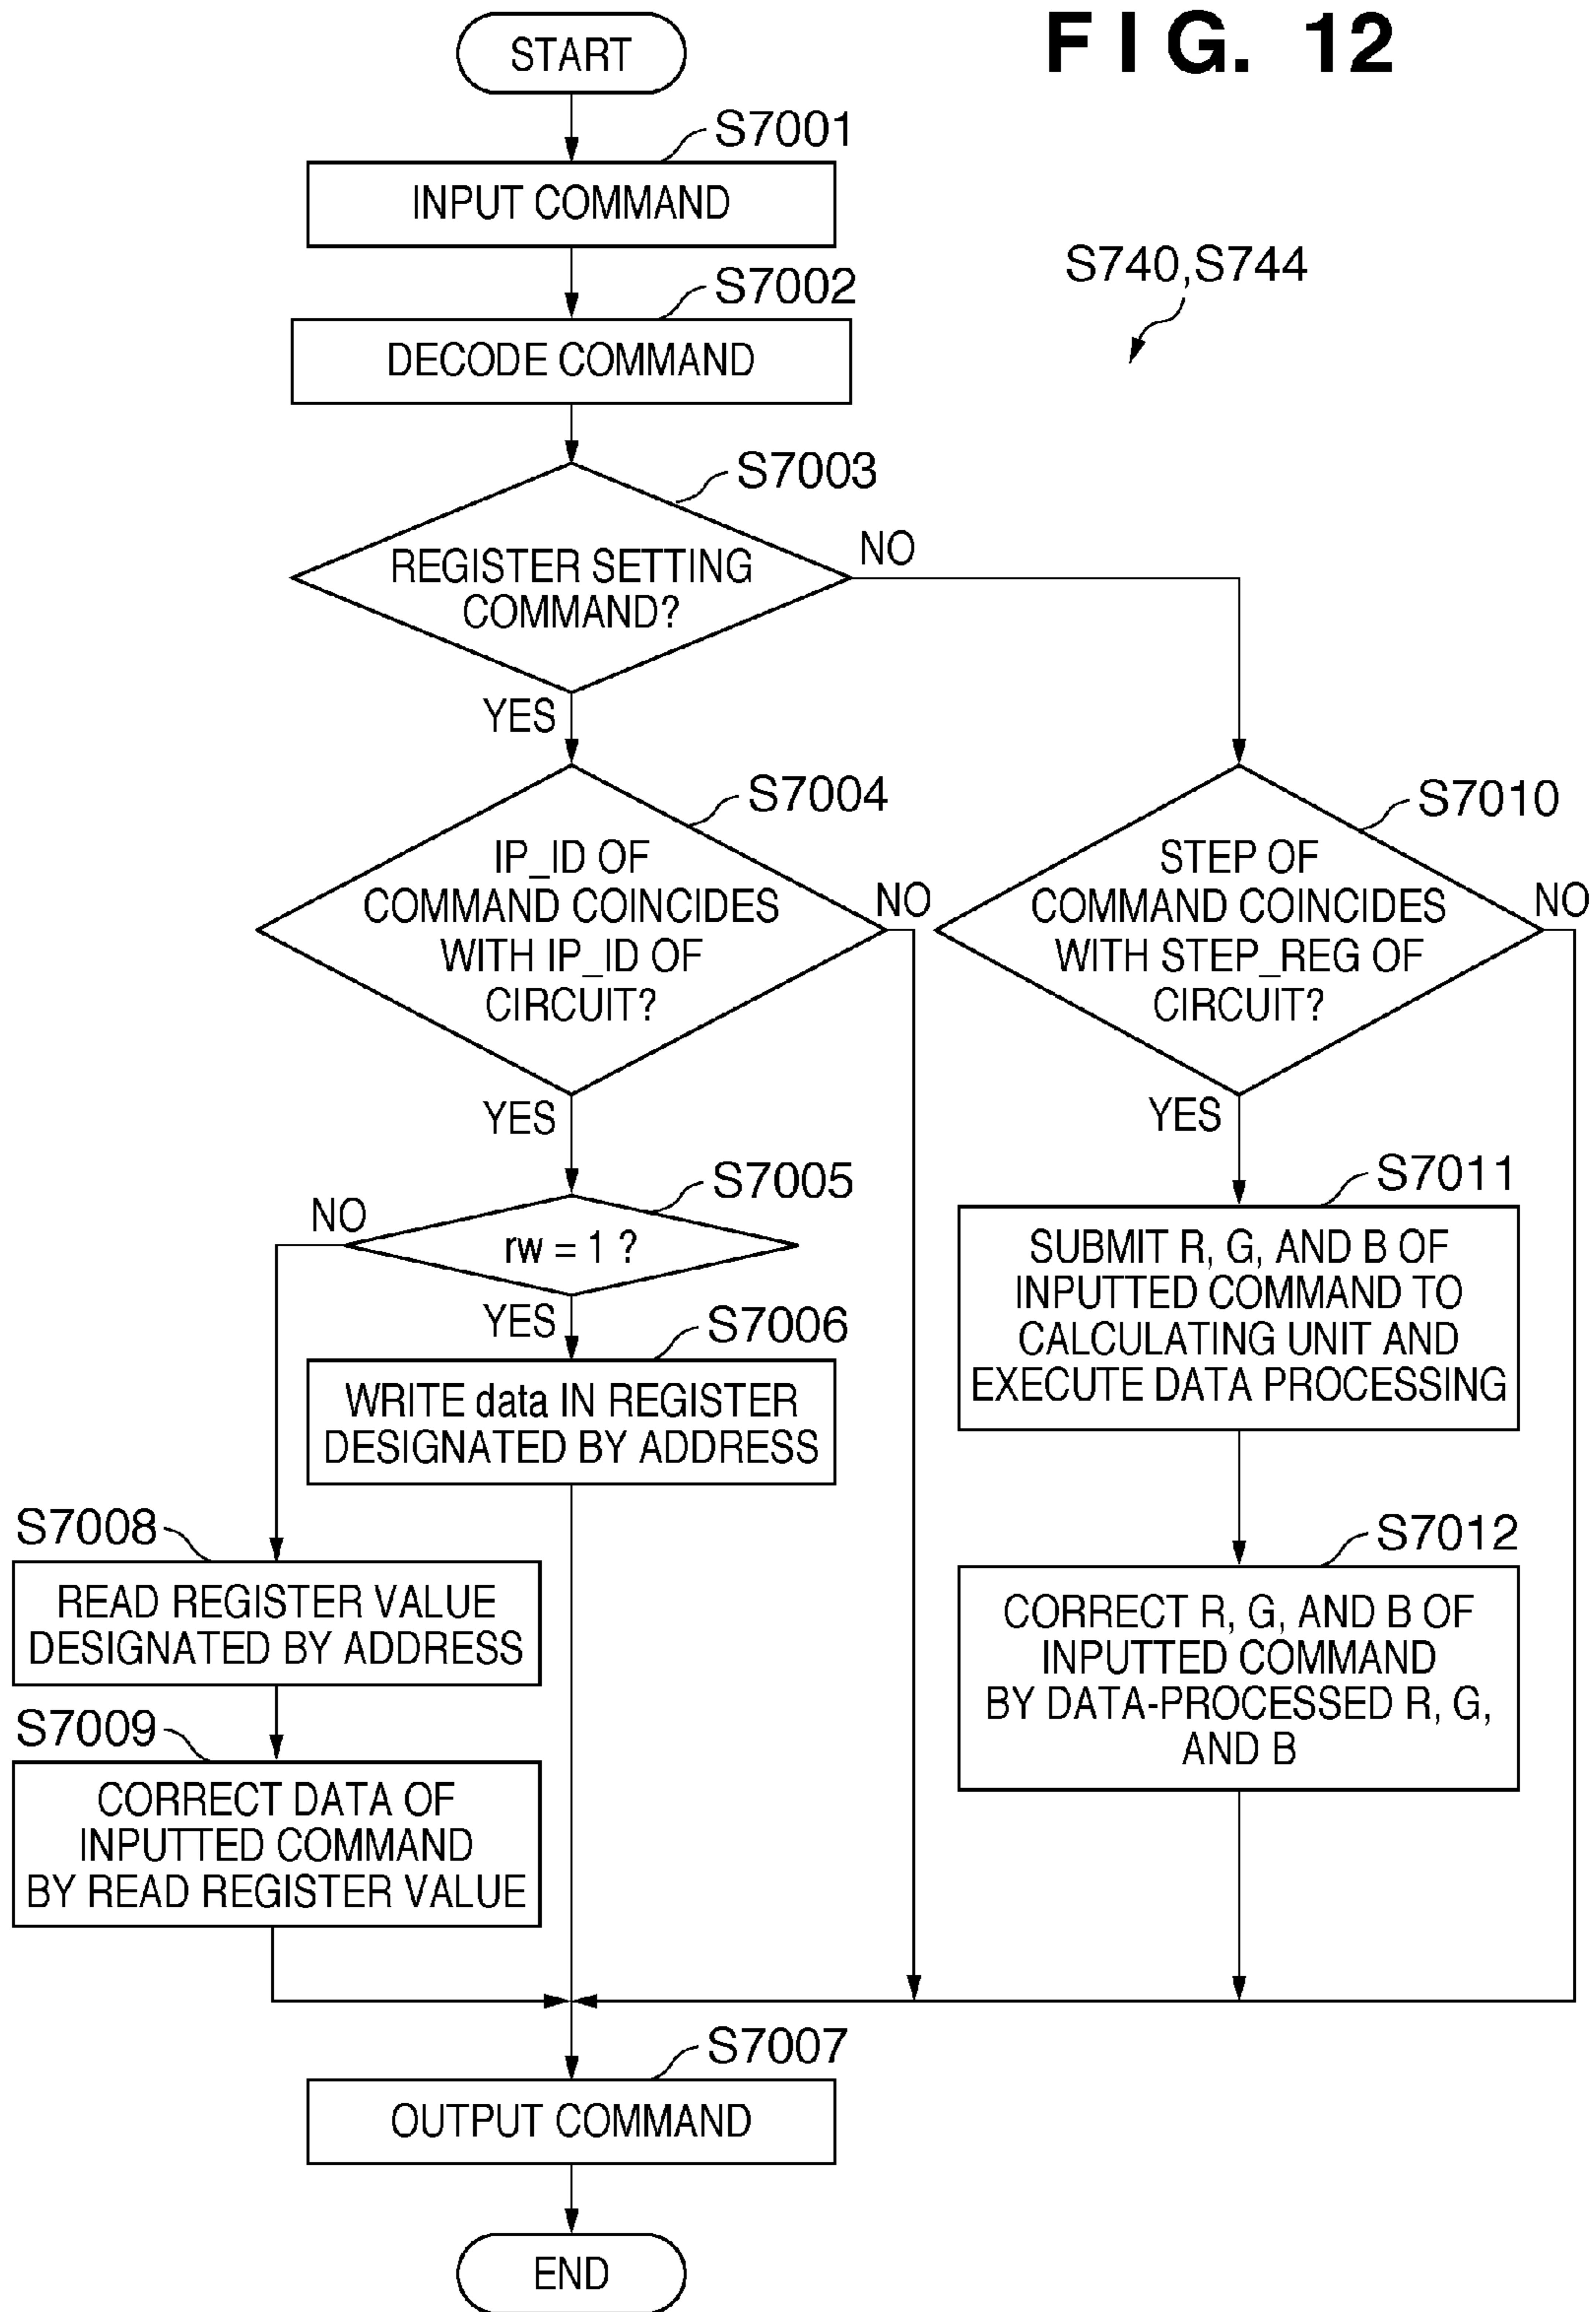 FIG. 12
START
S7001
INPUT COMMAND
S740,S744
S7002
DECODE COMMAND
S7003
REGISTER SETTING
COMMAND?
NO
YES
S7004
IP_ID OF
COMMAND COINCIDES
WITH IP_ID OF
CIRCUIT?
NO
YES
S7010
STEP OF
COMMAND COINCIDES
WITH STEP_REG OF
CIRCUIT?
NO
YES
S7005
rw = 1 ?
NO
YES
S7006
WRITE data IN REGISTER
DESIGNATED BY ADDRESS
S7011
SUBMIT R, G, AND B OF
INPUTTED COMMAND TO
CALCULATING UNIT AND
EXECUTE DATA PROCESSING
S7008
READ REGISTER VALUE
DESIGNATED BY ADDRESS
S7012
CORRECT R, G, AND B OF
INPUTTED COMMAND
BY DATA-PROCESSED R, G,
AND B
S7009
CORRECT DATA OF
INPUTTED COMMAND
BY READ REGISTER VALUE
S7007
OUTPUT COMMAND
END